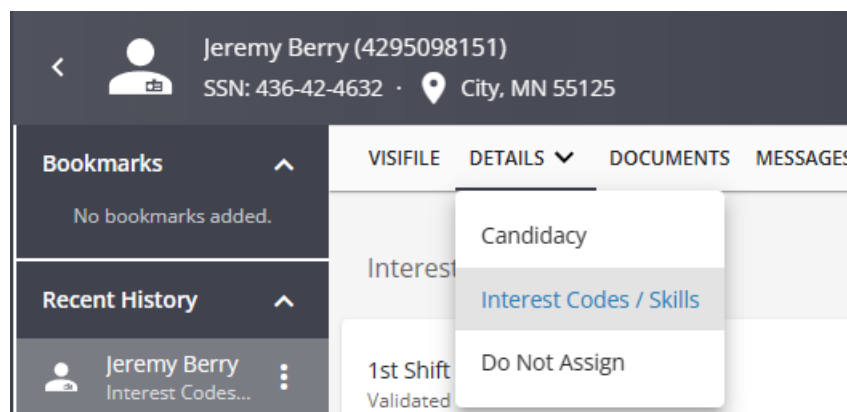 Jeremy Berry (4295098151)
SSN: 436-42-4632 · City, MN 55125
Bookmarks
No bookmarks added.
Recent History
Jeremy Berry
Interest Codes...
VISIFILE DETAILS DOCUMENTS MESSAGES
Candidacy
Interest Codes / Skills
Do Not Assign
Interest
1st Shift
Validated